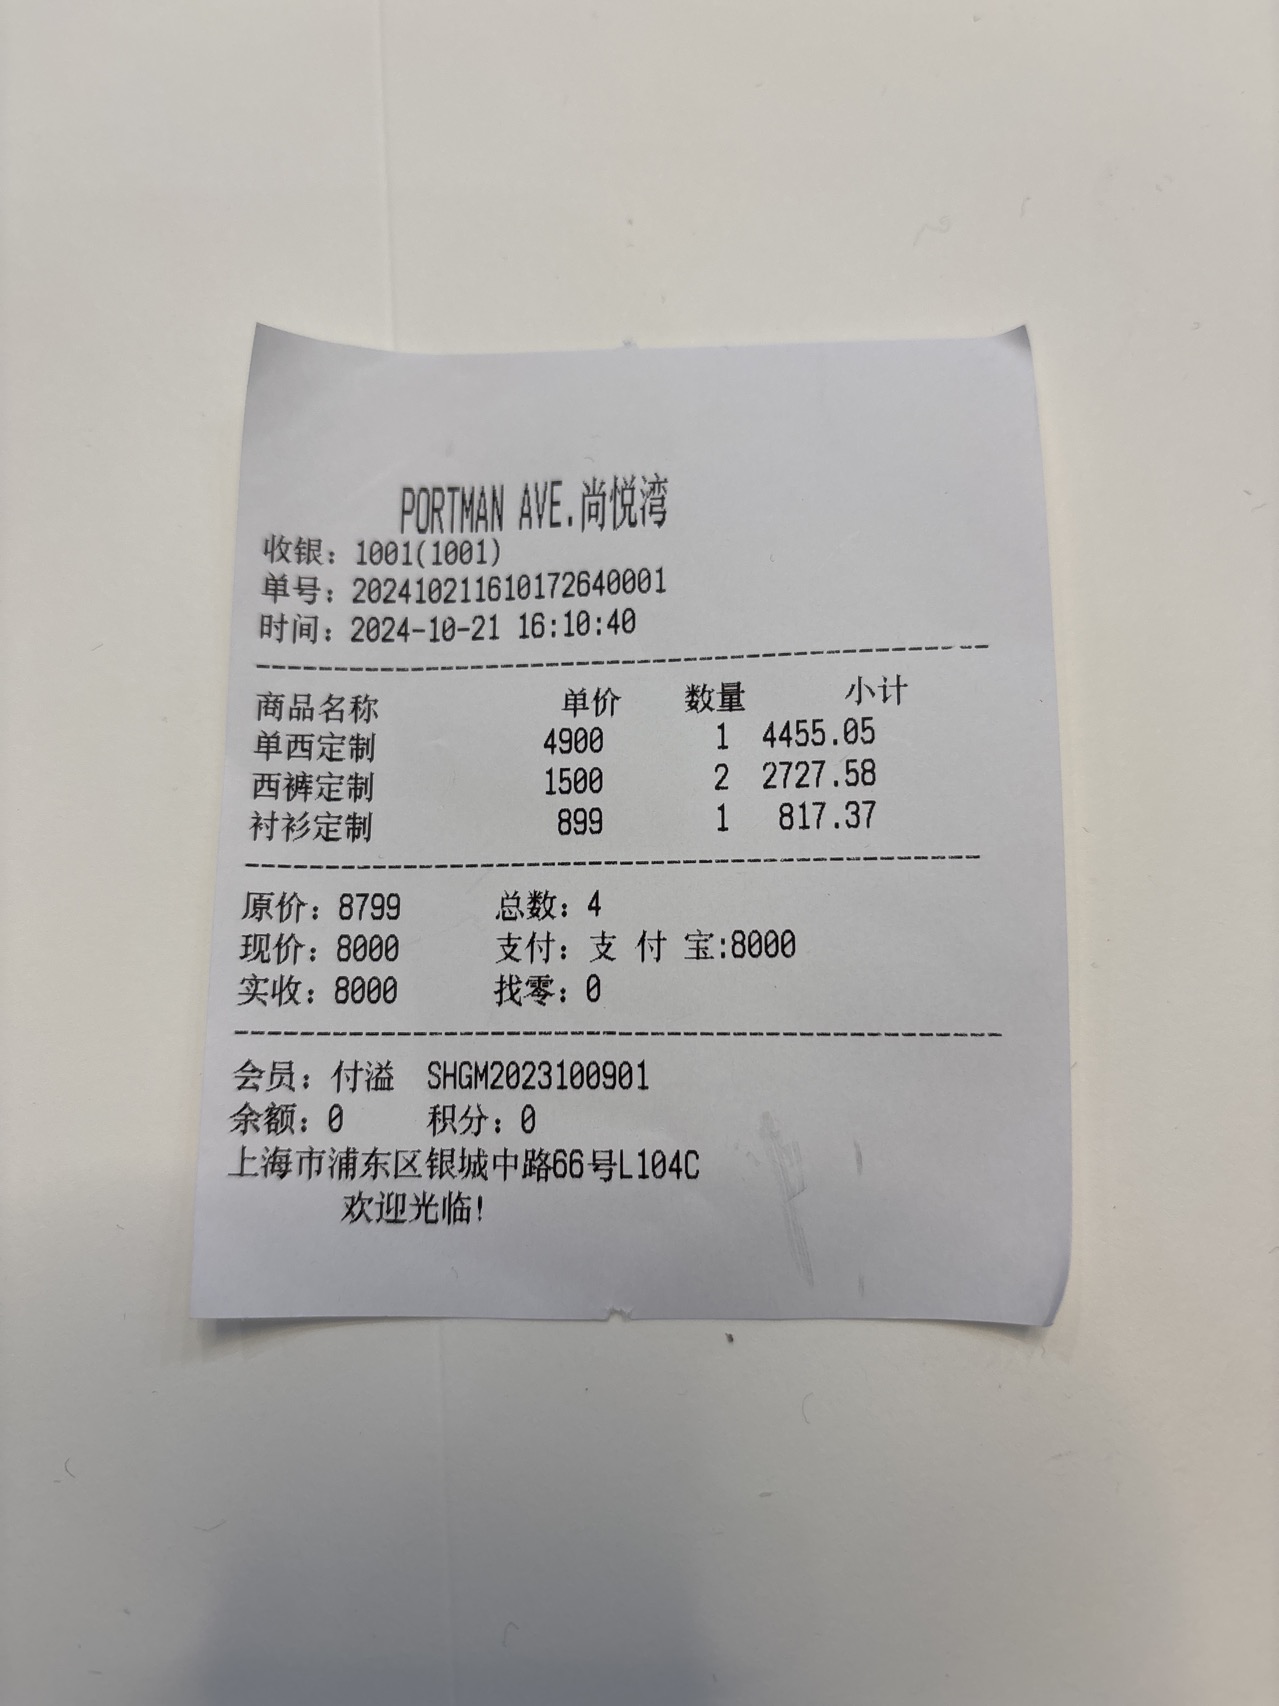 PORTMAN AVE.尚悦湾
收银：1001(1001)
单号：202410211610172640001
时间：2024-10-21 16:10:40
商品名称 单价 数量 小计
单西定制 4900 1 4455.05
西裤定制 1500 2 2727.58
衬衫定制 899 1 817.37
原价：8799 总数：4
现价：8000 支付：支 付 宝:8000
实收：8000 找零：0
会员：付溢 SHGM2023100901
余额：0 积分：0
上海市浦东区银城中路66号L104C
欢迎光临!